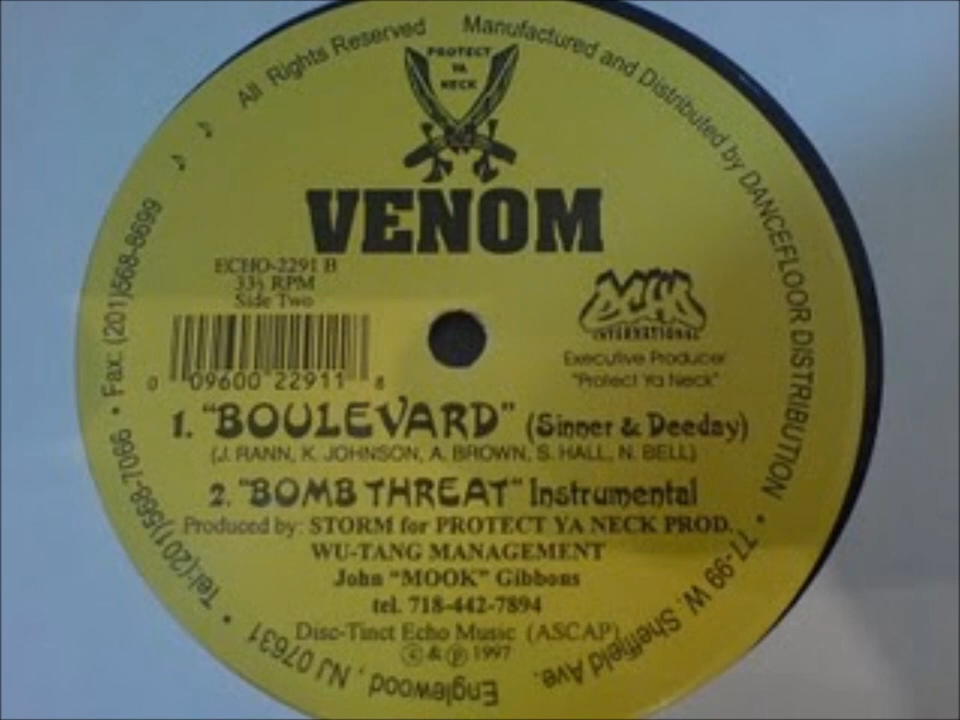 All Rights Reserved
Manufactured and Distributed by DANCEFLOOR DISTRIBUTION
• 77-99 W. Sheffield Ave.
Englewood, NJ 07631
• Tel:(201)568-7066 • Fax: (201)568-8699
PROTECT
YA
NECK
VENOM
ECHO-2291 B
33⅓ RPM
Side Two
0 09600 22911 8
ECHO
INTERNATIONAL
Executive Producer
"Protect Ya Neck"
1. "BOULEVARD" (Sinner & Deeday)
(J. RANN, K. JOHNSON, A. BROWN, S. HALL, N. BELL)
2. "BOMB THREAT" Instrumental
Produced by: STORM for PROTECT YA NECK PROD.
WU-TANG MANAGEMENT
John "MOOK" Gibbons
tel. 718-442-7894
Disc-Tinct Echo Music (ASCAP)
© & ℗ 1997